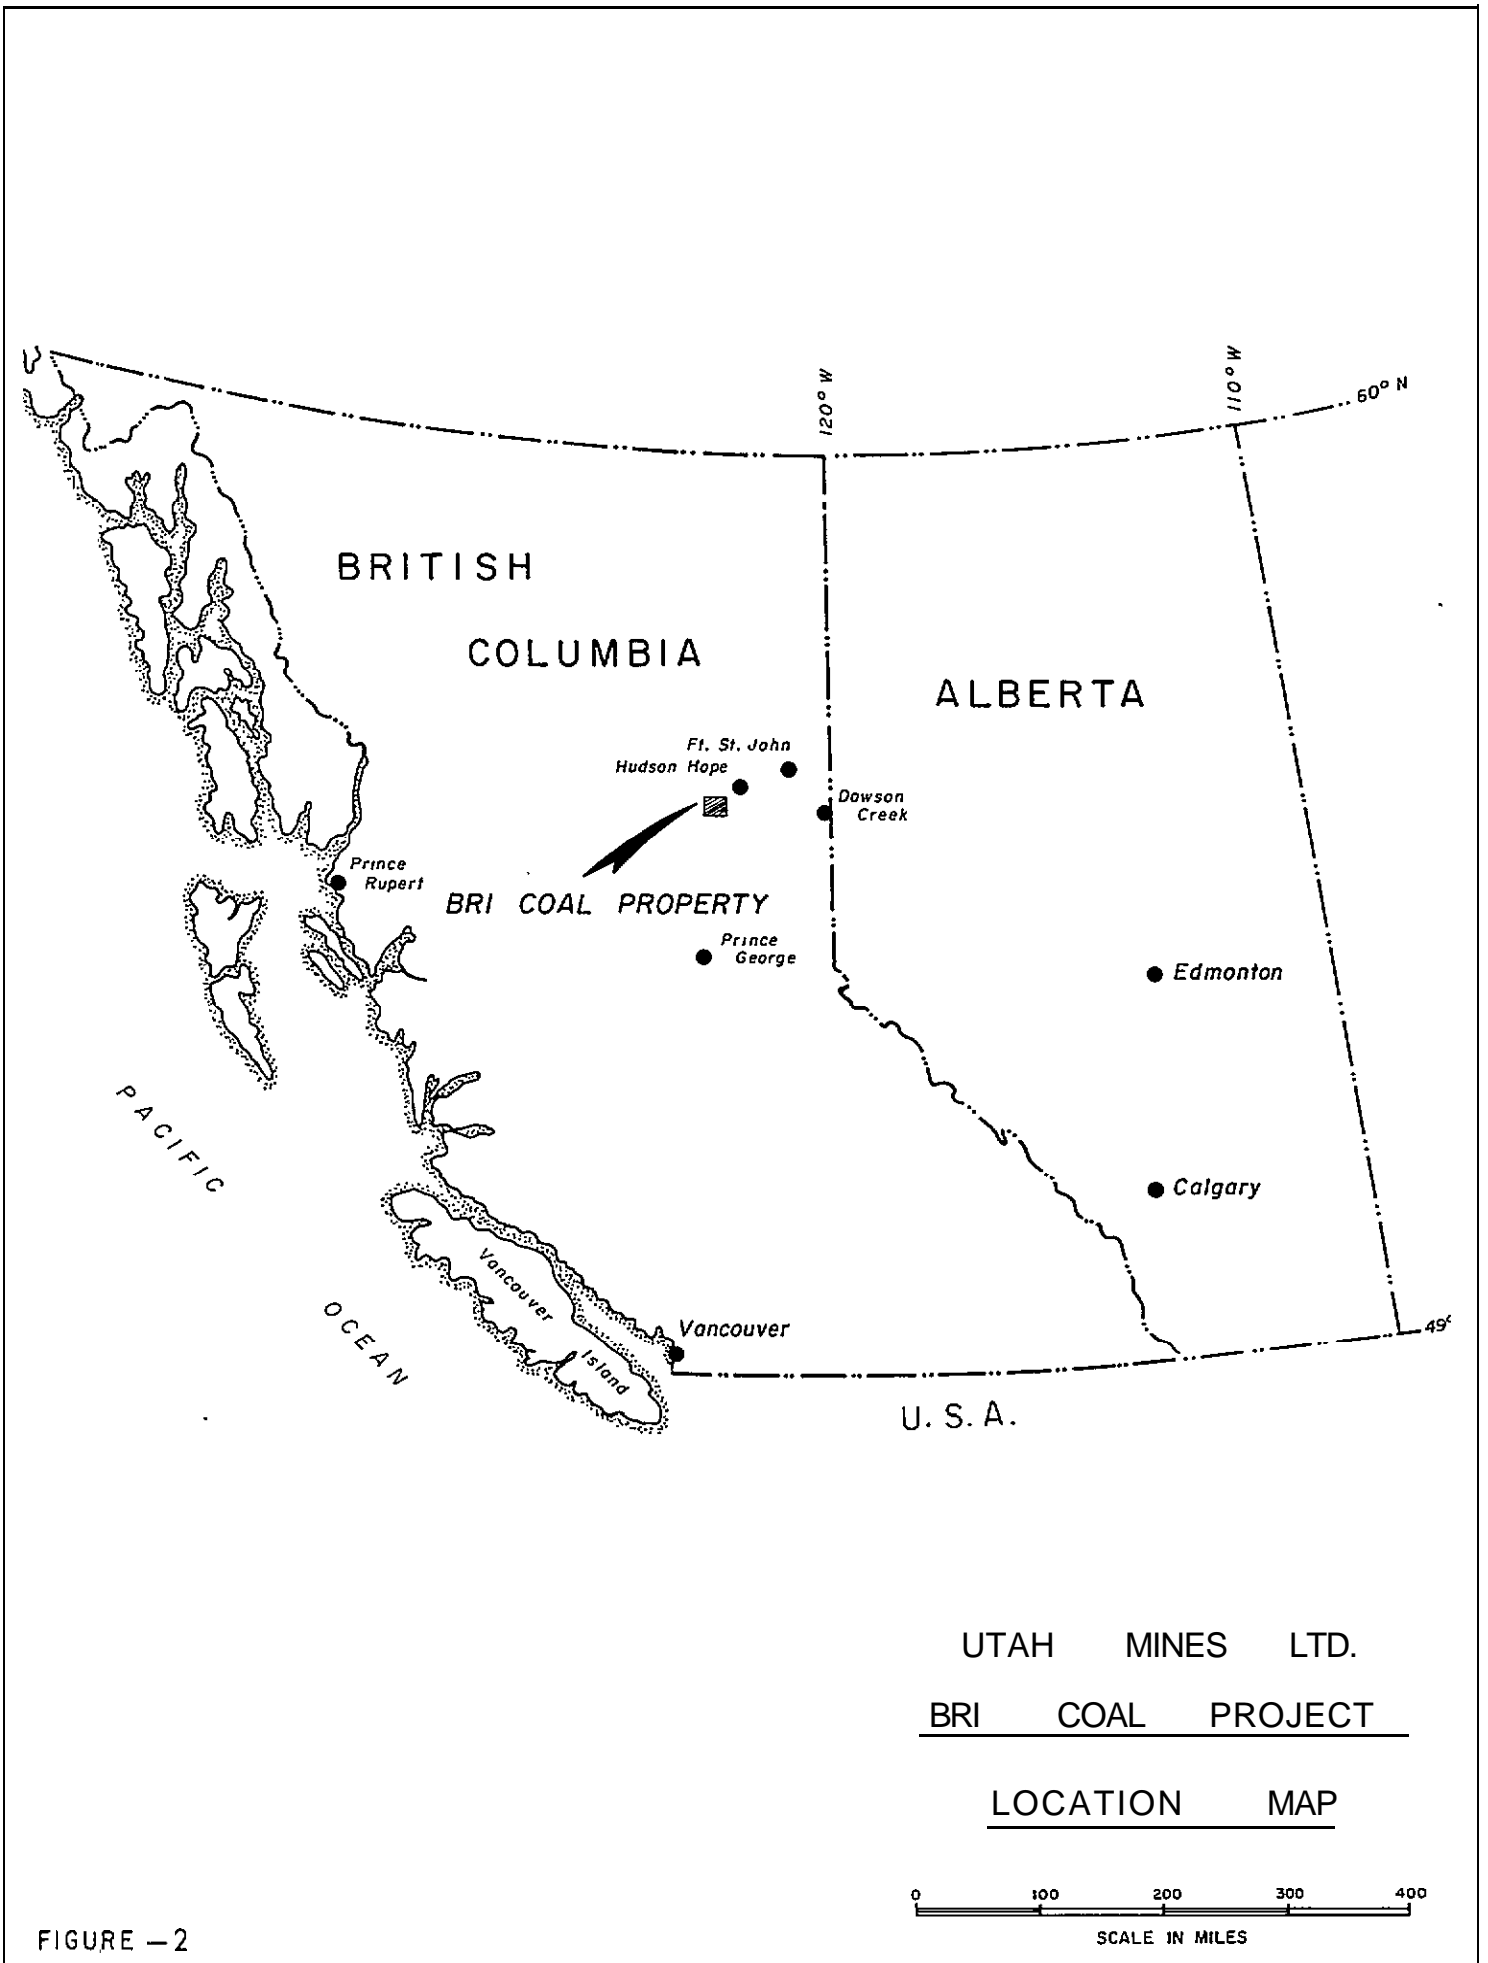 120° W
110° W
60° N
BRITISH
COLUMBIA
ALBERTA
Ft. St. John
Hudson Hope
Dawson
Creek
Prince
Rupert
BRI COAL PROPERTY
Prince
George
Edmonton
PACIFIC
OCEAN
Calgary
Vancouver
Island
Vancouver
49°
U. S. A.
UTAH MINES LTD.
BRI COAL PROJECT
LOCATION MAP
0 100 200 300 400
SCALE IN MILES
FIGURE – 2